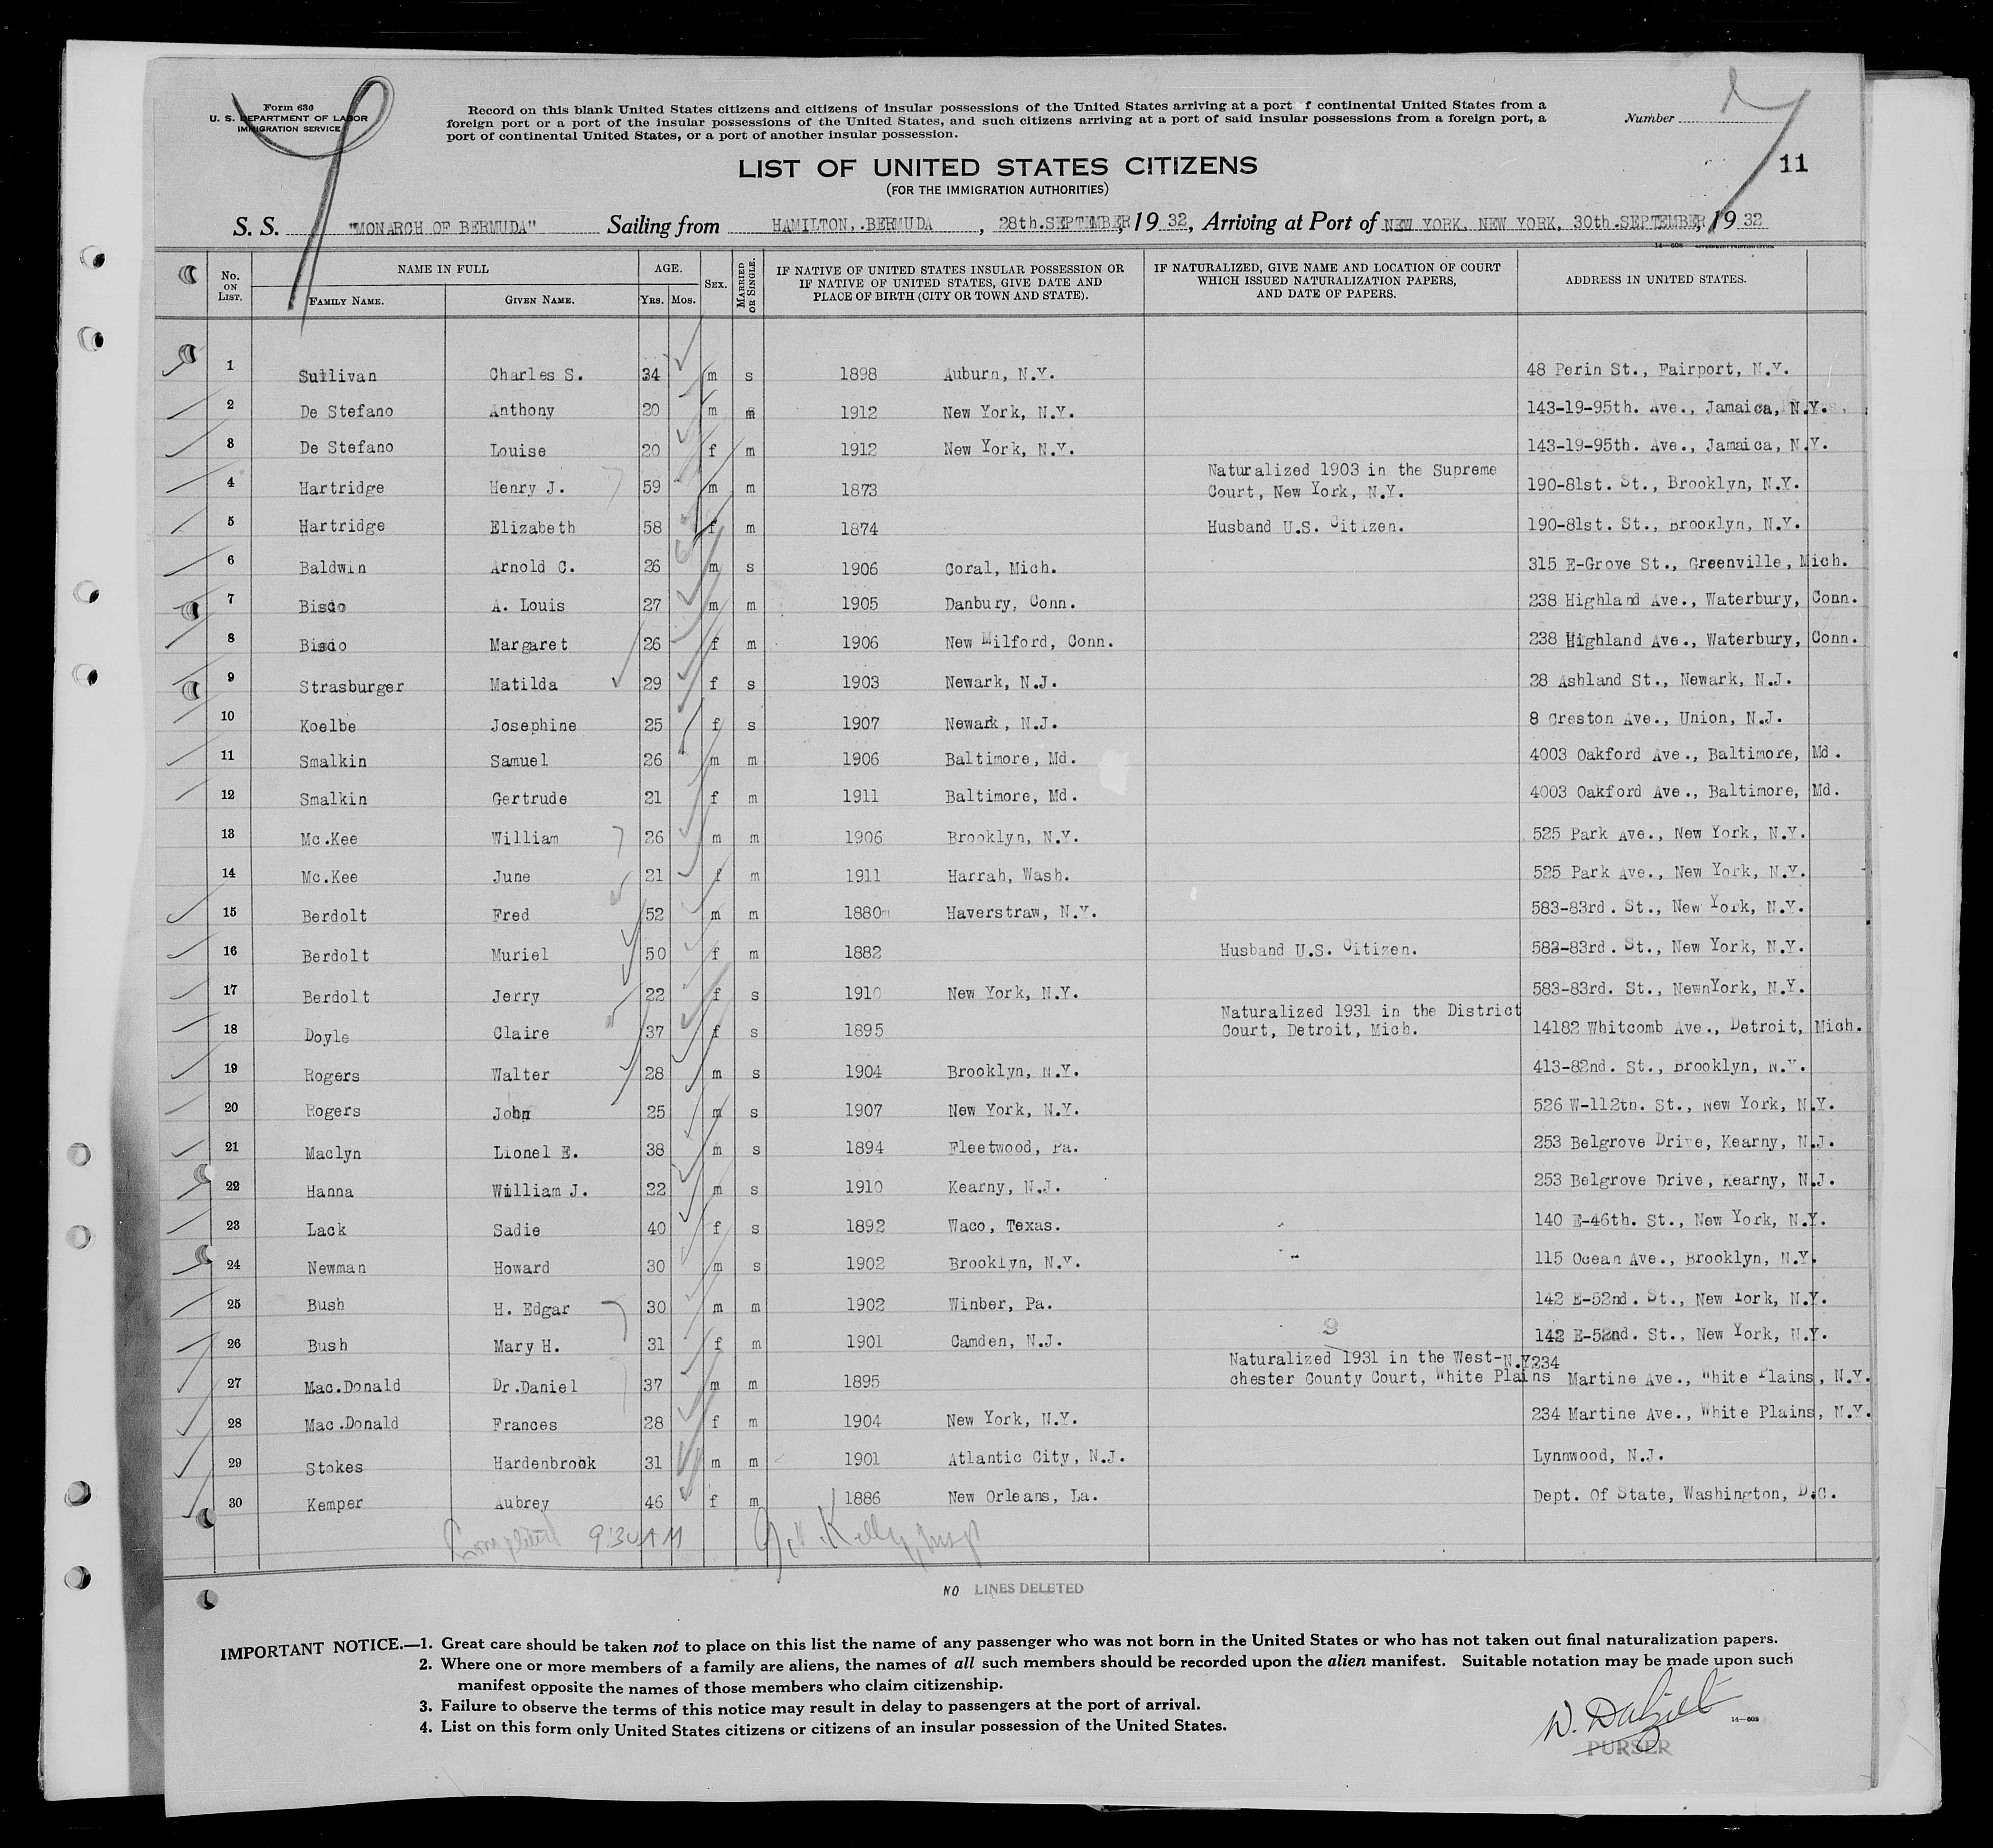 Form 630
U. S. DEPARTMENT OF LABOR
IMMIGRATION SERVICE
Record on this blank United States citizens and citizens of insular possessions of the United States arriving at a port of continental United States from a
foreign port or a port of the insular possessions of the United States, and such citizens arriving at a port of said insular possessions from a foreign port, a
port of continental United States, or a port of another insular possession.
Number
LIST OF UNITED STATES CITIZENS
(FOR THE IMMIGRATION AUTHORITIES)
11
S. S. "MONARCH OF BERMUDA" Sailing from HAMILTON,.BERMUDA, 28th.SEPTEMBER, 1932, Arriving at Port of NEW YORK. NEW YORK. 30th.SEPTEMBER, 1932
14—608 GOVERNMENT PRINTING OFFICE
No. ON LIST. NAME IN FULL FAMILY NAME. GIVEN NAME. AGE. YRS. MOS. SEX. MARRIED OR SINGLE. IF NATIVE OF UNITED STATES INSULAR POSSESSION OR IF NATIVE OF UNITED STATES, GIVE DATE AND PLACE OF BIRTH (CITY OR TOWN AND STATE). IF NATURALIZED, GIVE NAME AND LOCATION OF COURT WHICH ISSUED NATURALIZATION PAPERS, AND DATE OF PAPERS. ADDRESS IN UNITED STATES.
1 Sullivan Charles S. 34 m s 1898 Auburn, N.Y. 48 Perin St., Fairport, N.Y.
2 De Stefano Anthony 20 m m 1912 New York, N.Y. 143-19-95th. Ave., Jamaica, N.Y.
3 De Stefano Louise 20 f m 1912 New York, N.Y. 143-19-95th. Ave., Jamaica, N.Y.
4 Hartridge Henry J. 59 m m 1873 Naturalized 1903 in the Supreme Court, New York, N.Y. 190-81st. St., Brooklyn, N.Y.
5 Hartridge Elizabeth 58 f m 1874 Husband U.S. Citizen. 190-81st. St., Brooklyn, N.Y.
6 Baldwin Arnold C. 26 m s 1906 Coral, Mich. 315 E-Grove St., Greenville, Mich.
7 Bisco A. Louis 27 m m 1905 Danbury, Conn. 238 Highland Ave., Waterbury, Conn.
8 Bisco Margaret 26 f m 1906 New Milford, Conn. 238 Highland Ave., Waterbury, Conn.
9 Strasburger Matilda 29 f s 1903 Newark, N.J. 28 Ashland St., Newark, N.J.
10 Koelbe Josephine 25 f s 1907 Newark, N.J. 8 Creston Ave., Union, N.J.
11 Smalkin Samuel 26 m m 1906 Baltimore, Md. 4003 Oakford Ave., Baltimore, Md.
12 Smalkin Gertrude 21 f m 1911 Baltimore, Md. 4003 Oakford Ave., Baltimore, Md.
13 Mc.Kee William 26 m m 1906 Brooklyn, N.Y. 525 Park Ave., New York, N.Y.
14 Mc.Kee June 21 f m 1911 Harrah, Wash. 525 Park Ave., New York, N.Y.
15 Berdolt Fred 52 m m 1880 Haverstraw, N.Y. 583-83rd. St., New York, N.Y.
16 Berdolt Muriel 50 f m 1882 Husband U.S. Citizen. 583-83rd. St., New York, N.Y.
17 Berdolt Jerry 22 f s 1910 New York, N.Y. 583-83rd. St., NewnYork, N.Y.
18 Doyle Claire 37 f s 1895 Naturalized 1931 in the District Court, Detroit, Mich. 14182 Whitcomb Ave., Detroit, Mich.
19 Rogers Walter 28 m s 1904 Brooklyn, N.Y. 413-82nd. St., Brooklyn, N.Y.
20 Rogers John 25 m s 1907 New York, N.Y. 526 W-112th. St., New York, N.Y.
21 Maclyn Lionel E. 38 m s 1894 Fleetwood, Pa. 253 Belgrove Drive, Kearny, N.J.
22 Hanna William J. 22 m s 1910 Kearny, N.J. 253 Belgrove Drive, Kearny, N.J.
23 Lack Sadie 40 f s 1892 Waco, Texas. 140 E-46th. St., New York, N.Y.
24 Newman Howard 30 m s 1902 Brooklyn, N.Y. 115 Ocean Ave., Brooklyn, N.Y.
25 Bush H. Edgar 30 m m 1902 Winber, Pa. 142 E-52nd. St., New York, N.Y.
26 Bush Mary H. 31 f m 1901 Camden, N.J. 142 E-52nd. St., New York, N.Y.
27 Mac.Donald Dr.Daniel 37 m m 1895 Naturalized 1931 in the West-chester County Court, White Plains N.Y. 234 Martine Ave., White Plains, N.Y.
28 Mac.Donald Frances 28 f m 1904 New York, N.Y. 234 Martine Ave., White Plains, N.Y.
29 Stokes Hardenbrook 31 m m 1901 Atlantic City, N.J. Lynnwood, N.J.
30 Kemper Aubrey 46 f m 1886 New Orleans, La. Dept. Of State, Washington, D.C.
Completed 9:30 AM Kelly, Insp
NO LINES DELETED
IMPORTANT NOTICE.—1. Great care should be taken not to place on this list the name of any passenger who was not born in the United States or who has not taken out final naturalization papers.
2. Where one or more members of a family are aliens, the names of all such members should be recorded upon the alien manifest. Suitable notation may be made upon such
manifest opposite the names of those members who claim citizenship.
3. Failure to observe the terms of this notice may result in delay to passengers at the port of arrival.
4. List on this form only United States citizens or citizens of an insular possession of the United States.
W. Dalziel
14—608
PURSER